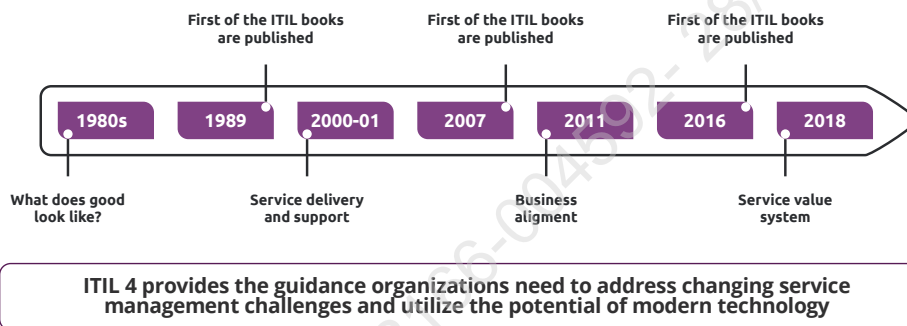 First of the ITIL books
are published
First of the ITIL books
are published
First of the ITIL books
are published
1980s
1989
2000-01
2007
2011
2016
2018
What does good
look like?
Service delivery
and support
Business
aligment
Service value
system
ITIL 4 provides the guidance organizations need to address changing service
management challenges and utilize the potential of modern technology